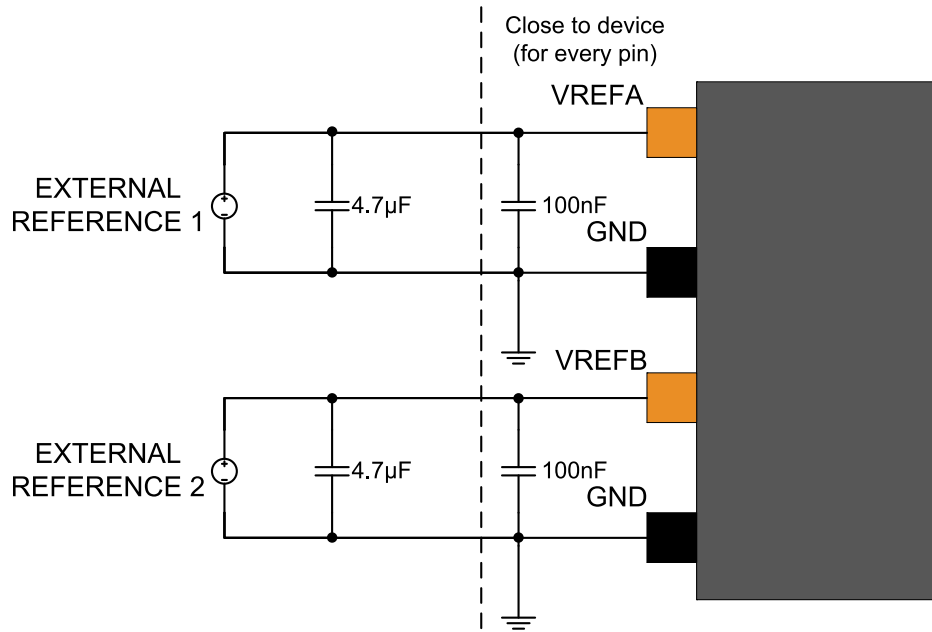 Close to device
(for every pin)
VREFA
EXTERNAL
REFERENCE 1
4.7µF
100nF
GND
VREFB
EXTERNAL
REFERENCE 2
4.7µF
100nF
GND